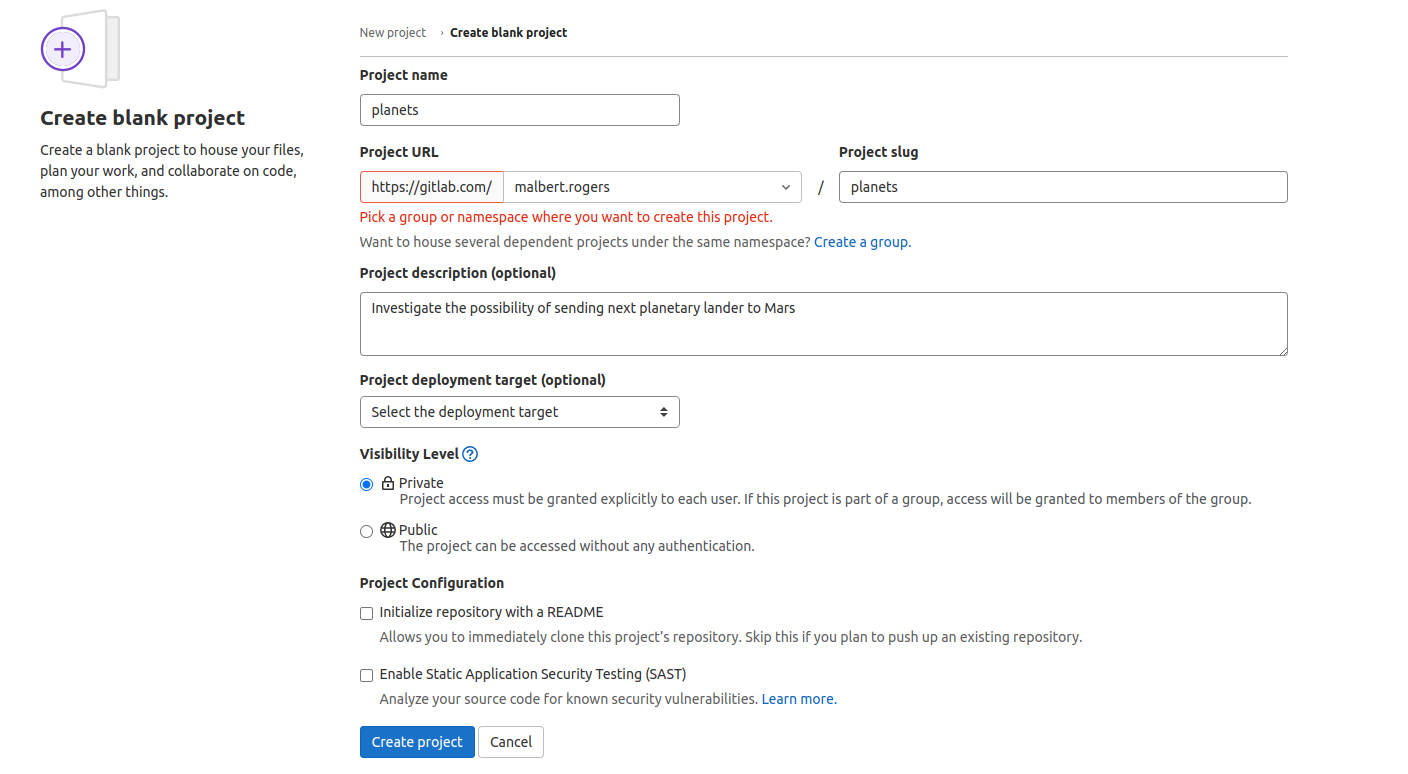 Create blank project
Create a blank project to house your files,
plan your work, and collaborate on code,
among other things.
New project › Create blank project
Project name
planets
Project URL
Project slug
https://gitlab.com/ malbert.rogers / planets
Pick a group or namespace where you want to create this project.
Want to house several dependent projects under the same namespace? Create a group.
Project description (optional)
Investigate the possibility of sending next planetary lander to Mars
Project deployment target (optional)
Select the deployment target
Visibility Level ?
Private
Project access must be granted explicitly to each user. If this project is part of a group, access will be granted to members of the group.
Public
The project can be accessed without any authentication.
Project Configuration
Initialize repository with a README
Allows you to immediately clone this project's repository. Skip this if you plan to push up an existing repository.
Enable Static Application Security Testing (SAST)
Analyze your source code for known security vulnerabilities. Learn more.
Create project
Cancel